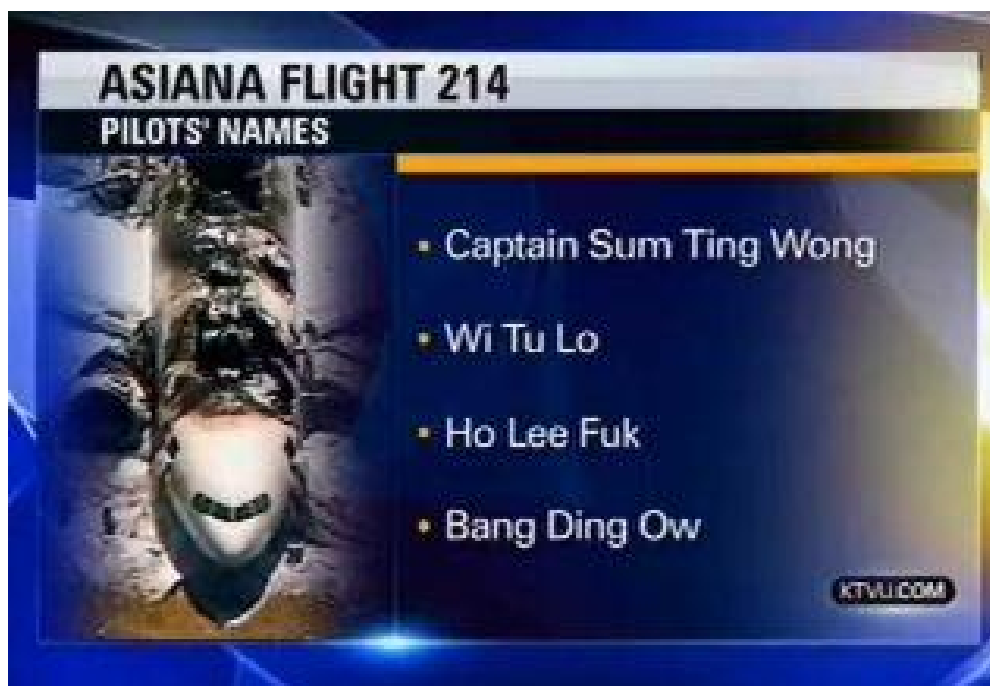 ASIANA FLIGHT 214
PILOTS' NAMES
• Captain Sum Ting Wong
• Wi Tu Lo
• Ho Lee Fuk
• Bang Ding Ow
KTVU.COM